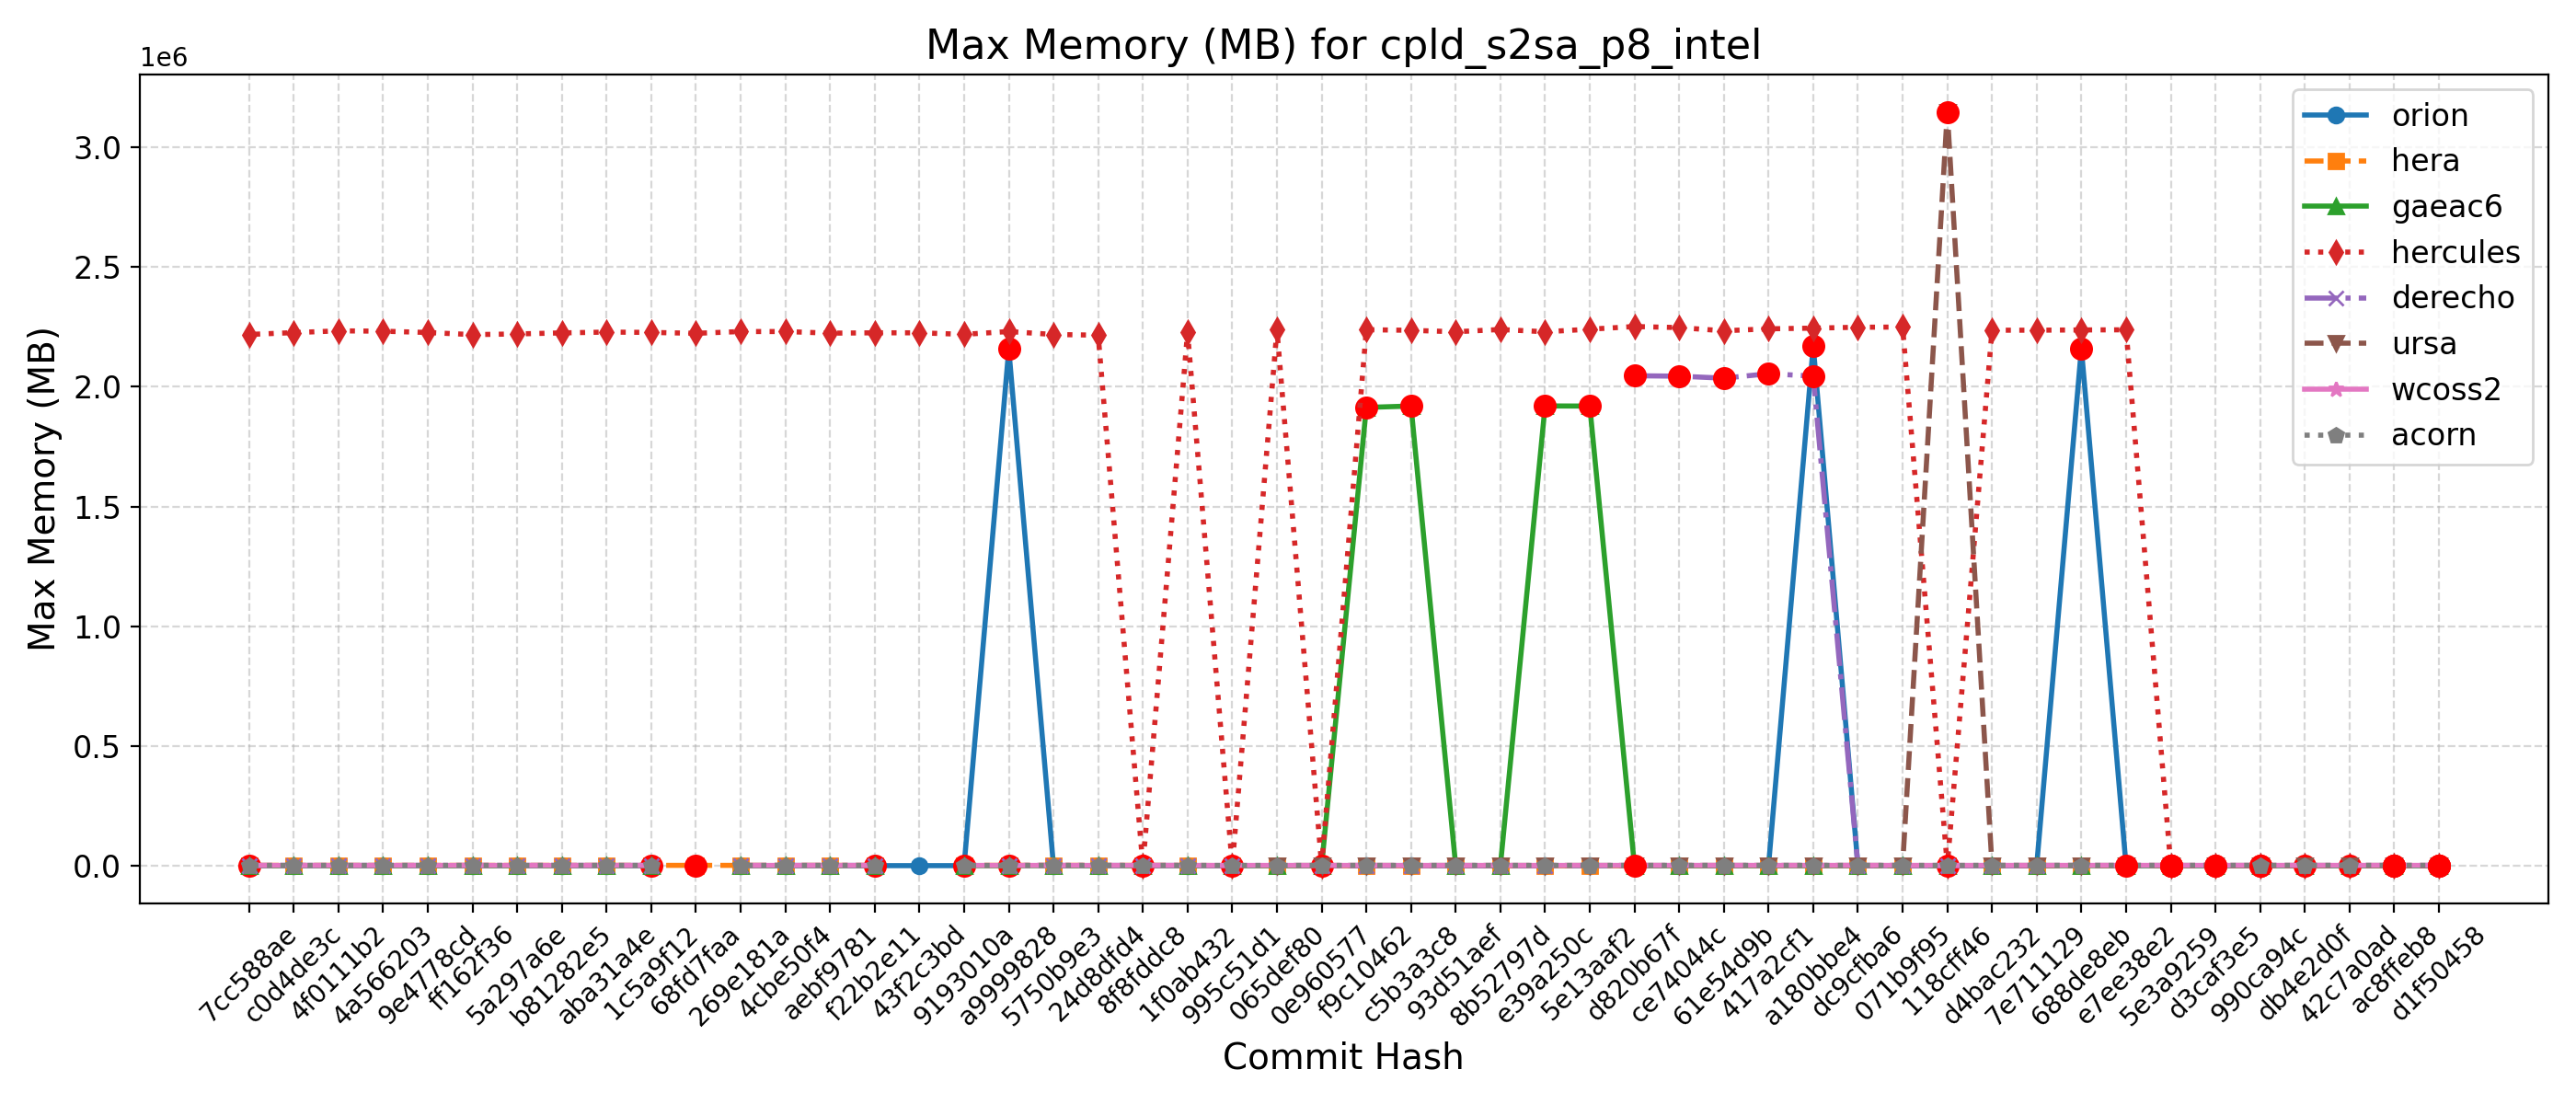 Max Memory (MB) for cpld_s2sa_p8_intel
1e6
3.0
2.5
2.0
1.5
1.0
0.5
0.0
Max Memory (MB)
orion
hera
gaeac6
hercules
derecho
ursa
wcoss2
acorn
7cc588ae
c0d4de3c
4f0111b2
4a566203
9e4778cd
ff162f36
5a297a6e
b81282e5
aba31a4e
1c5a9f12
68fd7faa
269e181a
4cbe50f4
aebf9781
f22b2e11
43f2c3bd
9193010a
a9999828
5750b9e3
24d8dfd4
8f8fddc8
1f0ab432
995c51d1
065def80
0e960577
f9c10462
c5b3a3c8
93d51aef
8b52797d
e39a250c
5e13aaf2
d820b67f
ce74044c
61e54d9b
417a2cf1
a180bbe4
dc9cfba6
071b9f95
118cff46
d4bac232
7e711129
688de8eb
e7ee38e2
5e3a9259
d3caf3e5
990ca94c
db4e2d0f
42c7a0ad
ac8ffeb8
d1f50458
Commit Hash